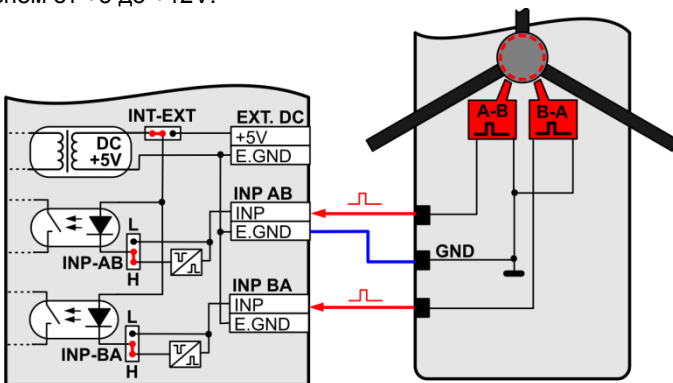 от +5 до +12V.
INT-EXT
EXT. DC
DC
+5V
+5V
E.GND
INP AB
INP
E.GND
L
INP-AB
H
INP BA
INP
E.GND
L
INP-BA
H
A-B
B-A
GND